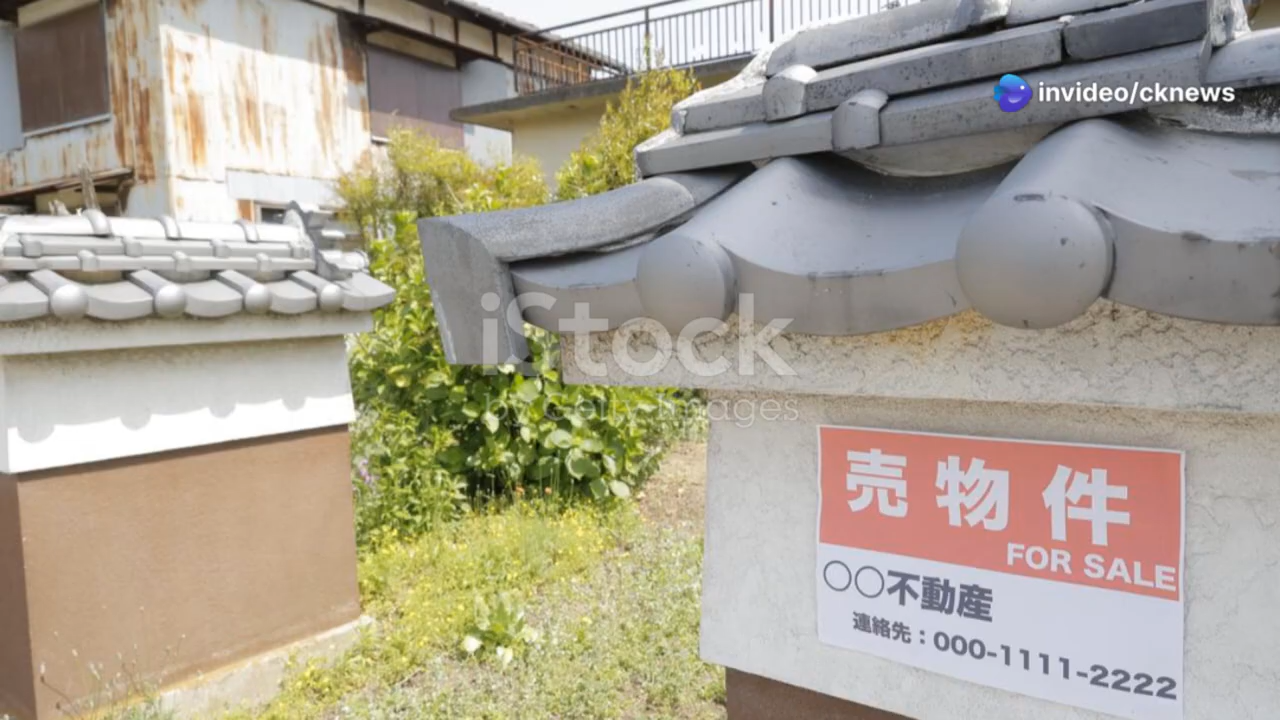 invideo/cknews
iStock
by Getty Images
売物件
FOR SALE
○○不動産
連絡先：000-1111-2222